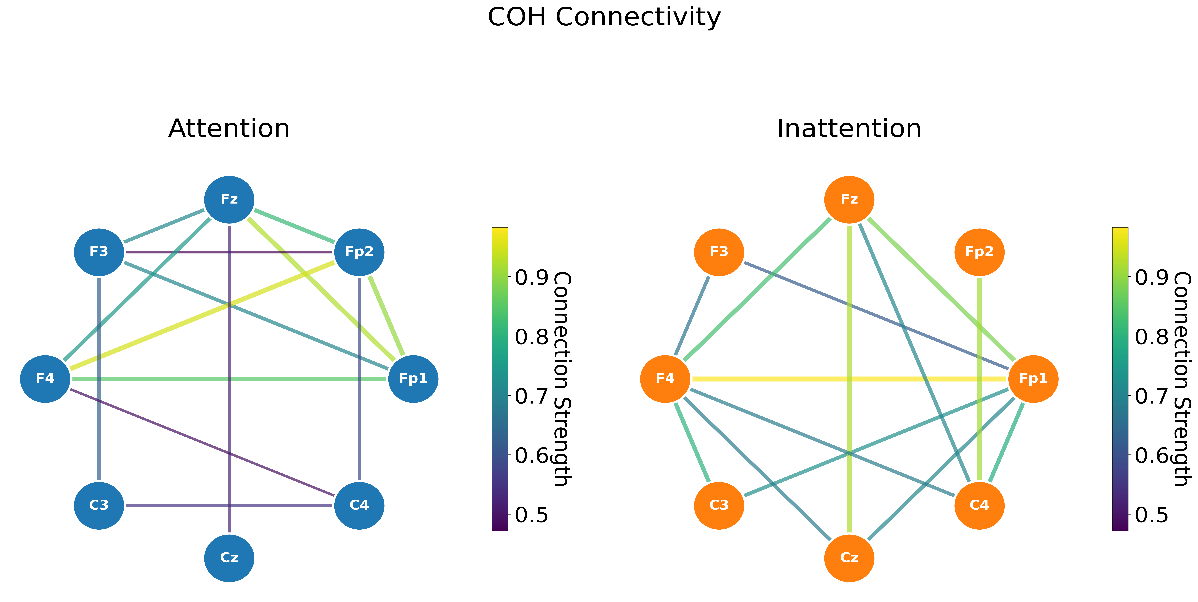 COH Connectivity
Attention
Fz
F3
Fp2
F4
Fp1
C3
C4
Cz
0.9
0.8
0.7
0.6
0.5
Connection Strength
Inattention
Fz
F3
Fp2
F4
Fp1
C3
C4
Cz
0.9
0.8
0.7
0.6
0.5
Connection Strength